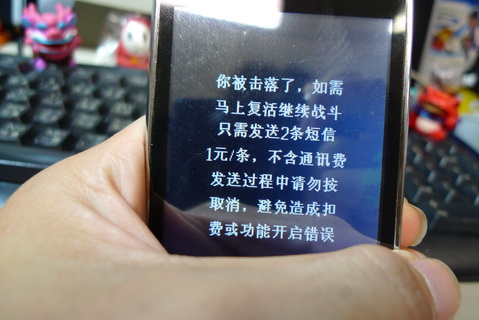 你被击落了，如需
马上复活继续战斗
只需发送2条短信
1元/条，不含通讯费
发送过程中请勿按
取消，避免造成扣
费或功能开启错误